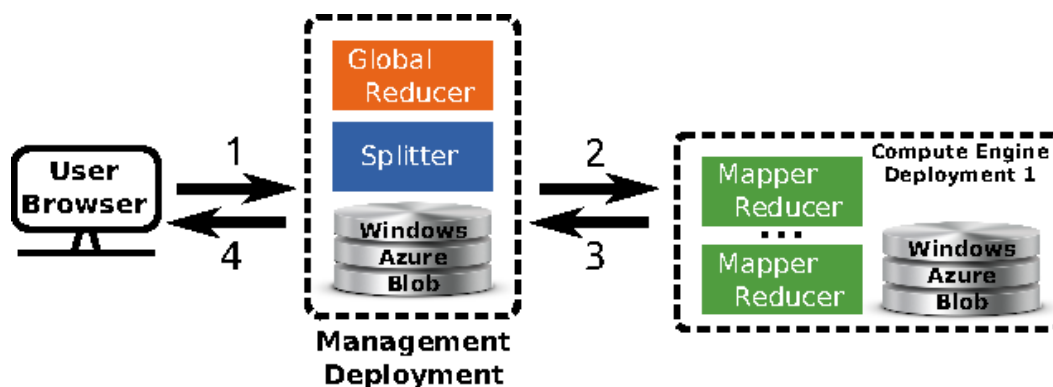 User
Browser
1
4
Global
Reducer
Splitter
Windows
Azure
Blob
Management
Deployment
2
3
Compute Engine
Deployment 1
Mapper
Reducer
...
Mapper
Reducer
Windows
Azure
Blob